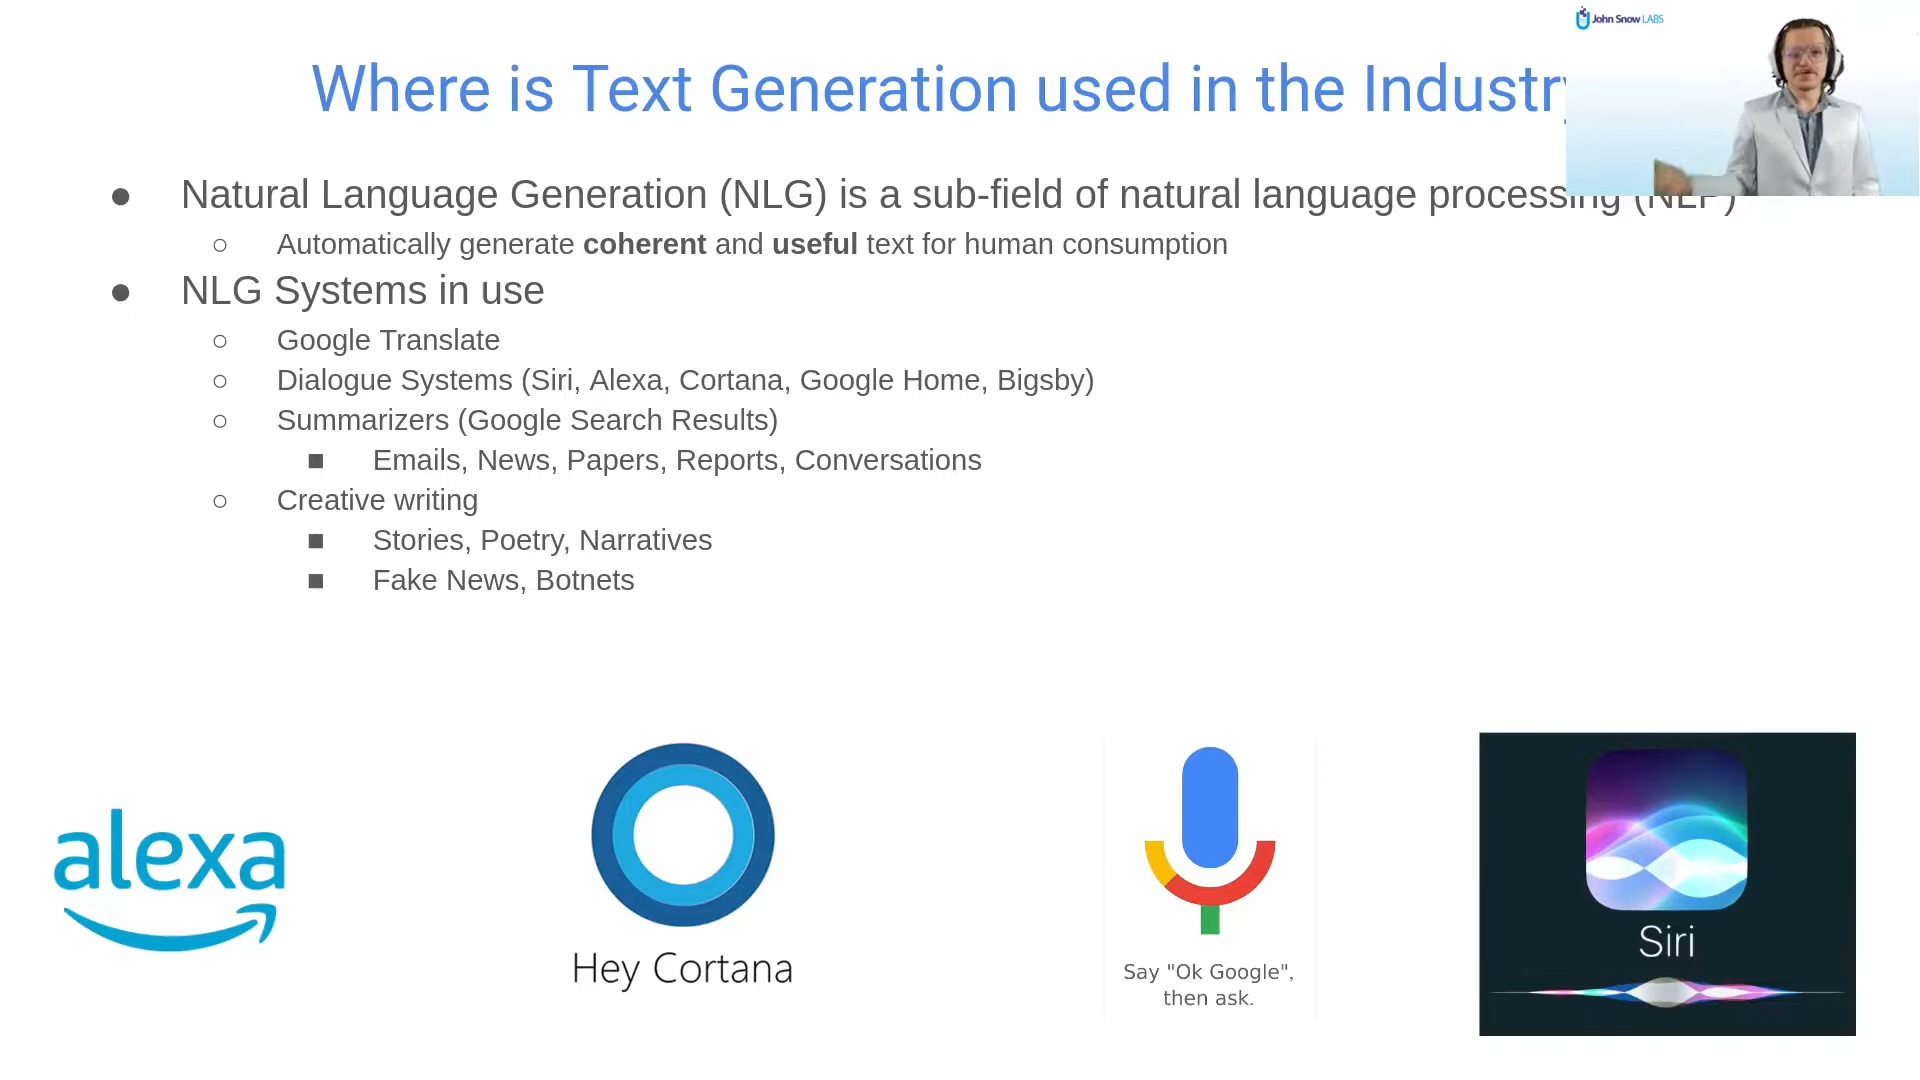 John Snow LABS
Where is Text Generation used in the Industry
Natural Language Generation (NLG) is a sub-field of natural language processing (NLP)
Automatically generate coherent and useful text for human consumption
NLG Systems in use
Google Translate
Dialogue Systems (Siri, Alexa, Cortana, Google Home, Bigsby)
Summarizers (Google Search Results)
Emails, News, Papers, Reports, Conversations
Creative writing
Stories, Poetry, Narratives
Fake News, Botnets
alexa
Hey Cortana
Say "Ok Google",
then ask.
Siri